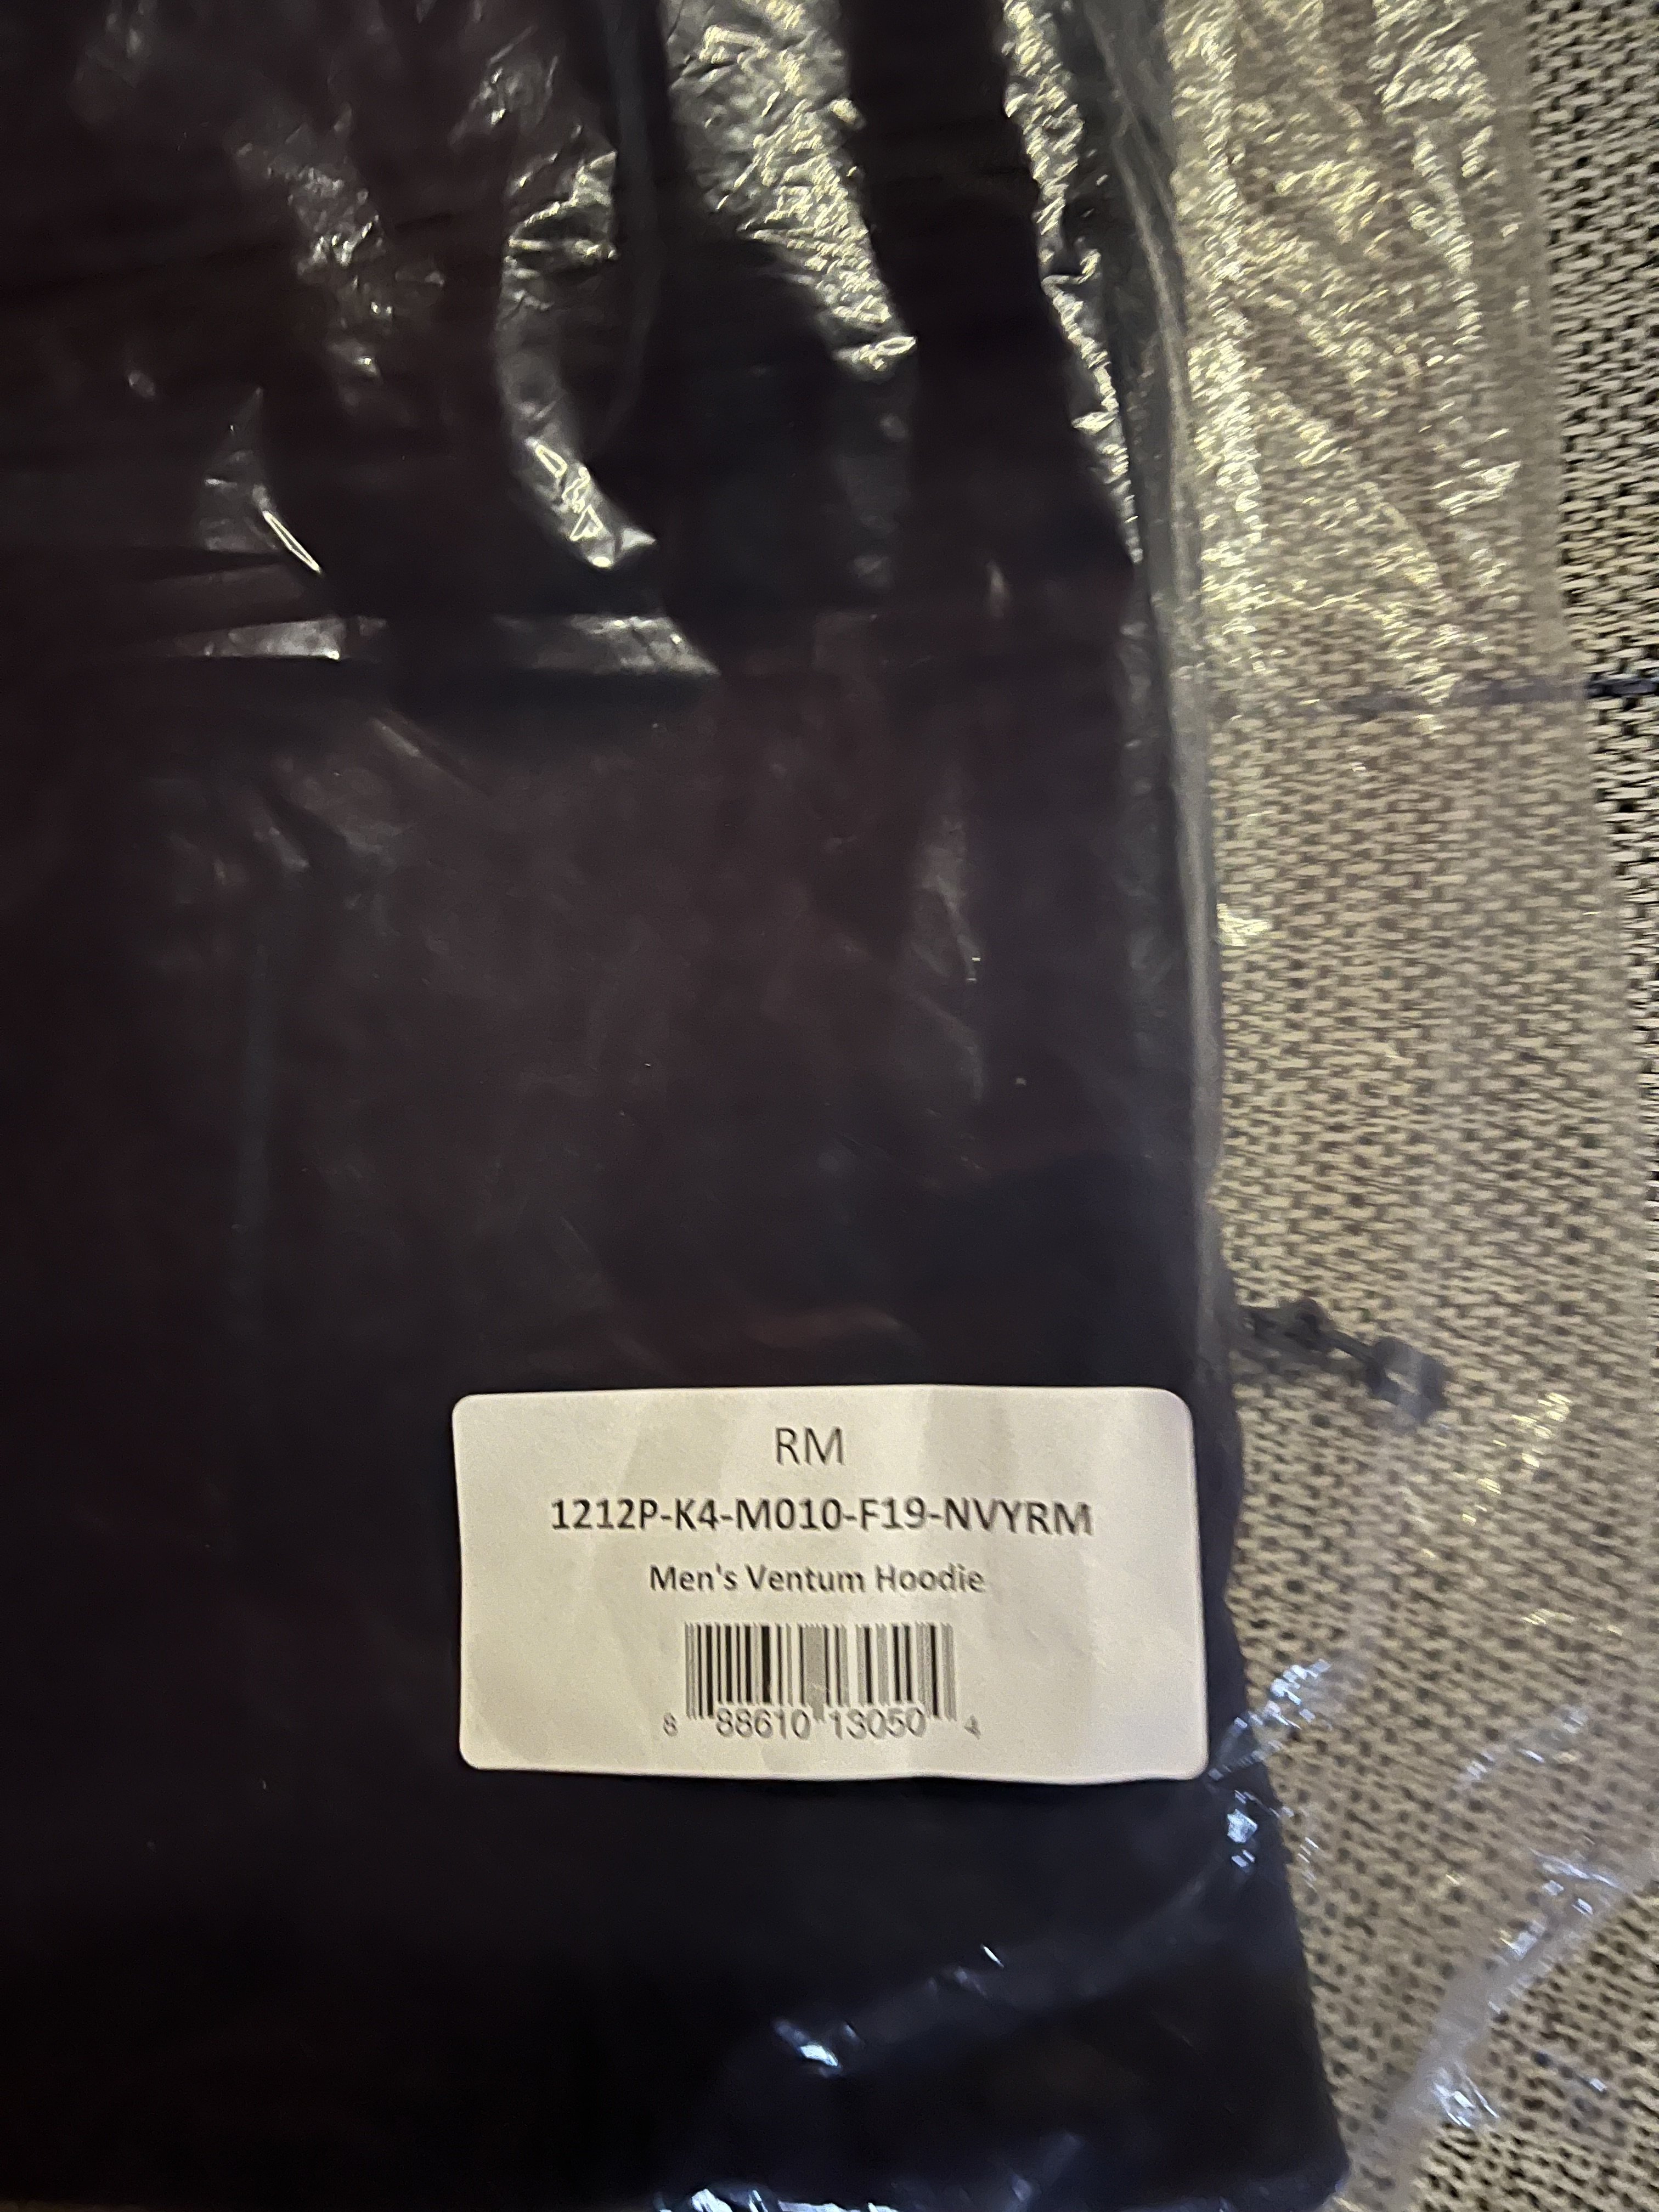 RM
1212P-K4-M010-F19-NVYRM
Men's Ventum Hoodie
8 88610 13050 4